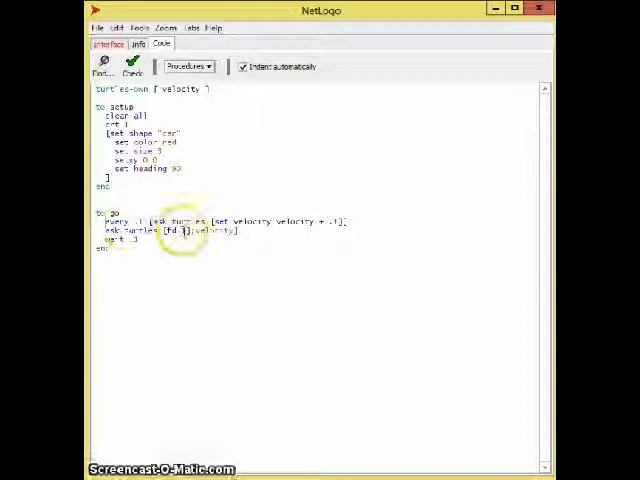 NetLogo
File Edit Tools Zoom Tabs Help
Interface Info Code
Find... Check Procedures Indent automatically
turtles-own [ velocity ]
to setup
clear-all
crt 1
[set shape "car"
set color red
set size 3
setxy 0 0
set heading 90
]
end
to go
every .1 [ask turtles [set velocity velocity + .1]]
ask turtles [fd ;velocity]
wait
end
Screencast-O-Matic.com